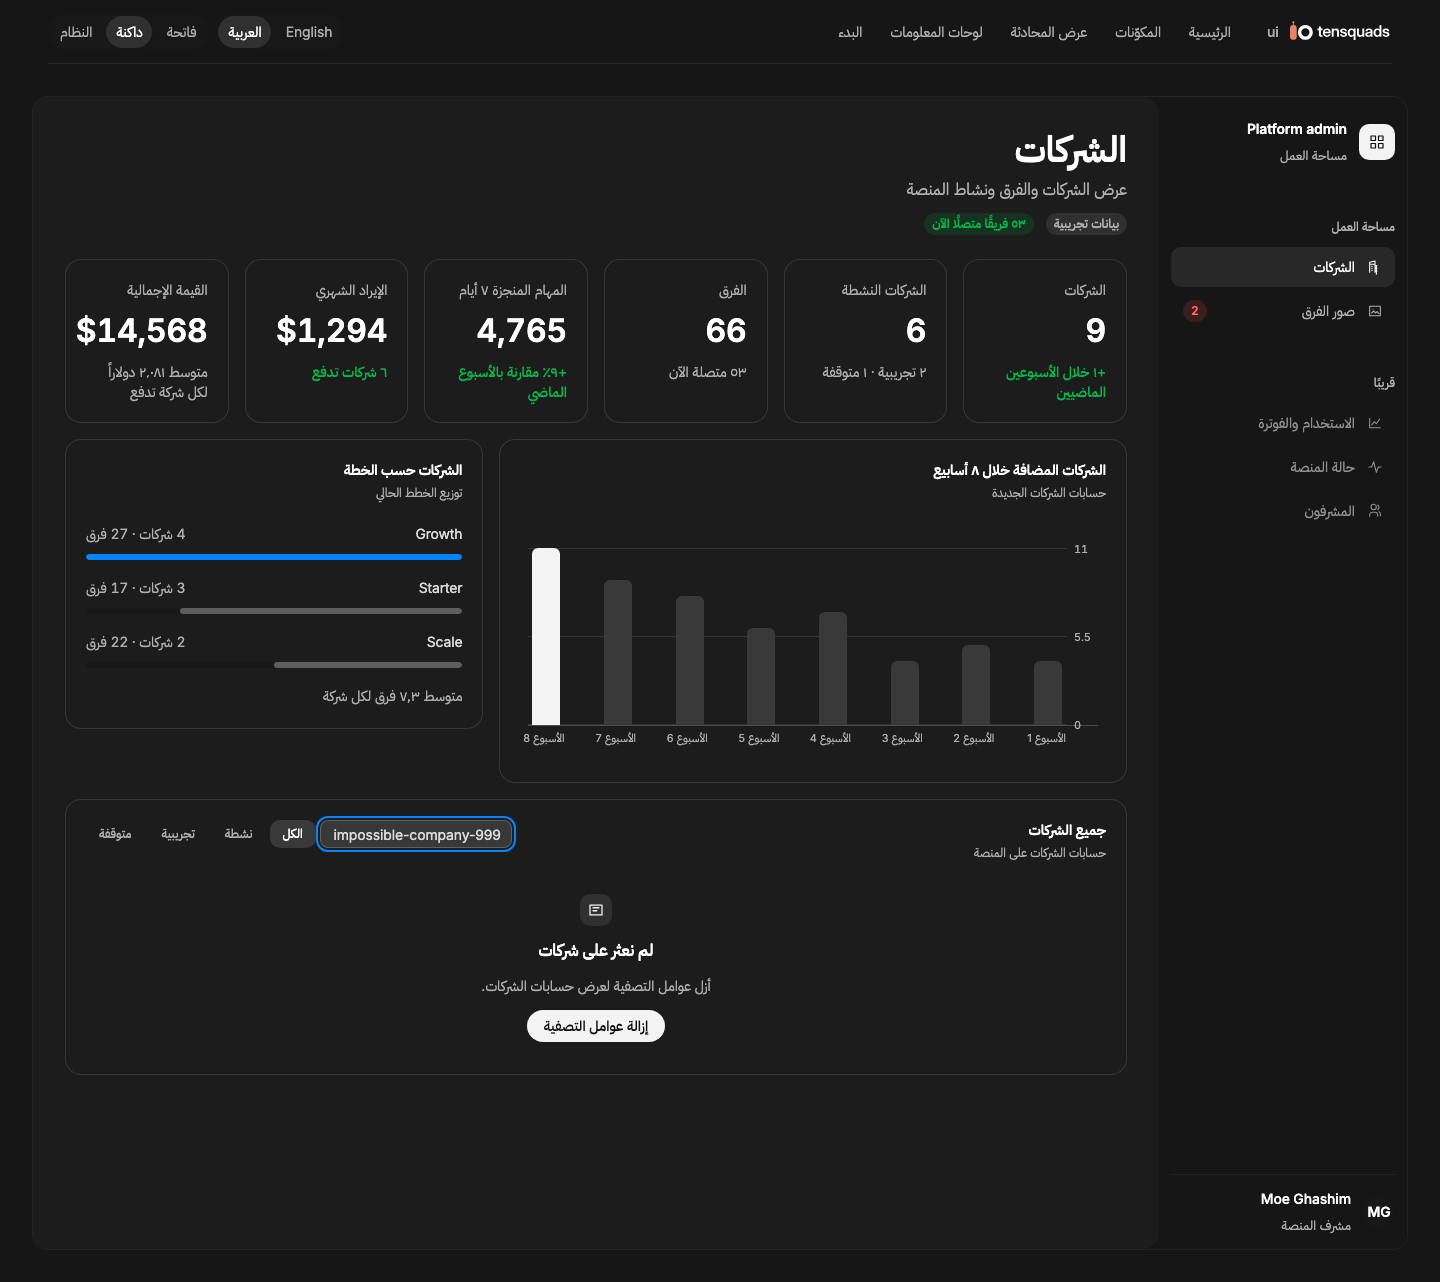 tensquads ui
الرئيسية
المكوّنات
عرض المحادثة
لوحات المعلومات
البدء
English
العربية
فاتحة
داكنة
النظام
Platform admin
مساحة العمل
مساحة العمل
الشركات
صور الفرق
2
قريبًا
الاستخدام والفوترة
حالة المنصة
المشرفون
MG
Moe Ghashim
مشرف المنصة
الشركات
عرض الشركات والفرق ونشاط المنصة
بيانات تجريبية
٥٣ فريقًا متصلًا الآن
الشركات
9
+١ خلال الأسبوعين
الماضيين
الشركات النشطة
6
٢ تجريبية · ١ متوقفة
الفرق
66
٥٣ متصلة الآن
المهام المنجزة ٧ أيام
4,765
+٩٪ مقارنة بالأسبوع
الماضي
الإيراد الشهري
$1,294
٦ شركات تدفع
القيمة الإجمالية
$14,568
متوسط ٢,٠٨١ دولاراً
لكل شركة تدفع
الشركات المضافة خلال ٨ أسابيع
حسابات الشركات الجديدة
11
5.5
0
الأسبوع 1
الأسبوع 2
الأسبوع 3
الأسبوع 4
الأسبوع 5
الأسبوع 6
الأسبوع 7
الأسبوع 8
الشركات حسب الخطة
توزيع الخطط الحالي
Growth
4 شركات · 27 فرق
Starter
3 شركات · 17 فرق
Scale
2 شركات · 22 فرق
متوسط ٧,٣ فرق لكل شركة
جميع الشركات
حسابات الشركات على المنصة
impossible-company-999
الكل
نشطة
تجريبية
متوقفة
لم نعثر على شركات
أزل عوامل التصفية لعرض حسابات الشركات.
إزالة عوامل التصفية